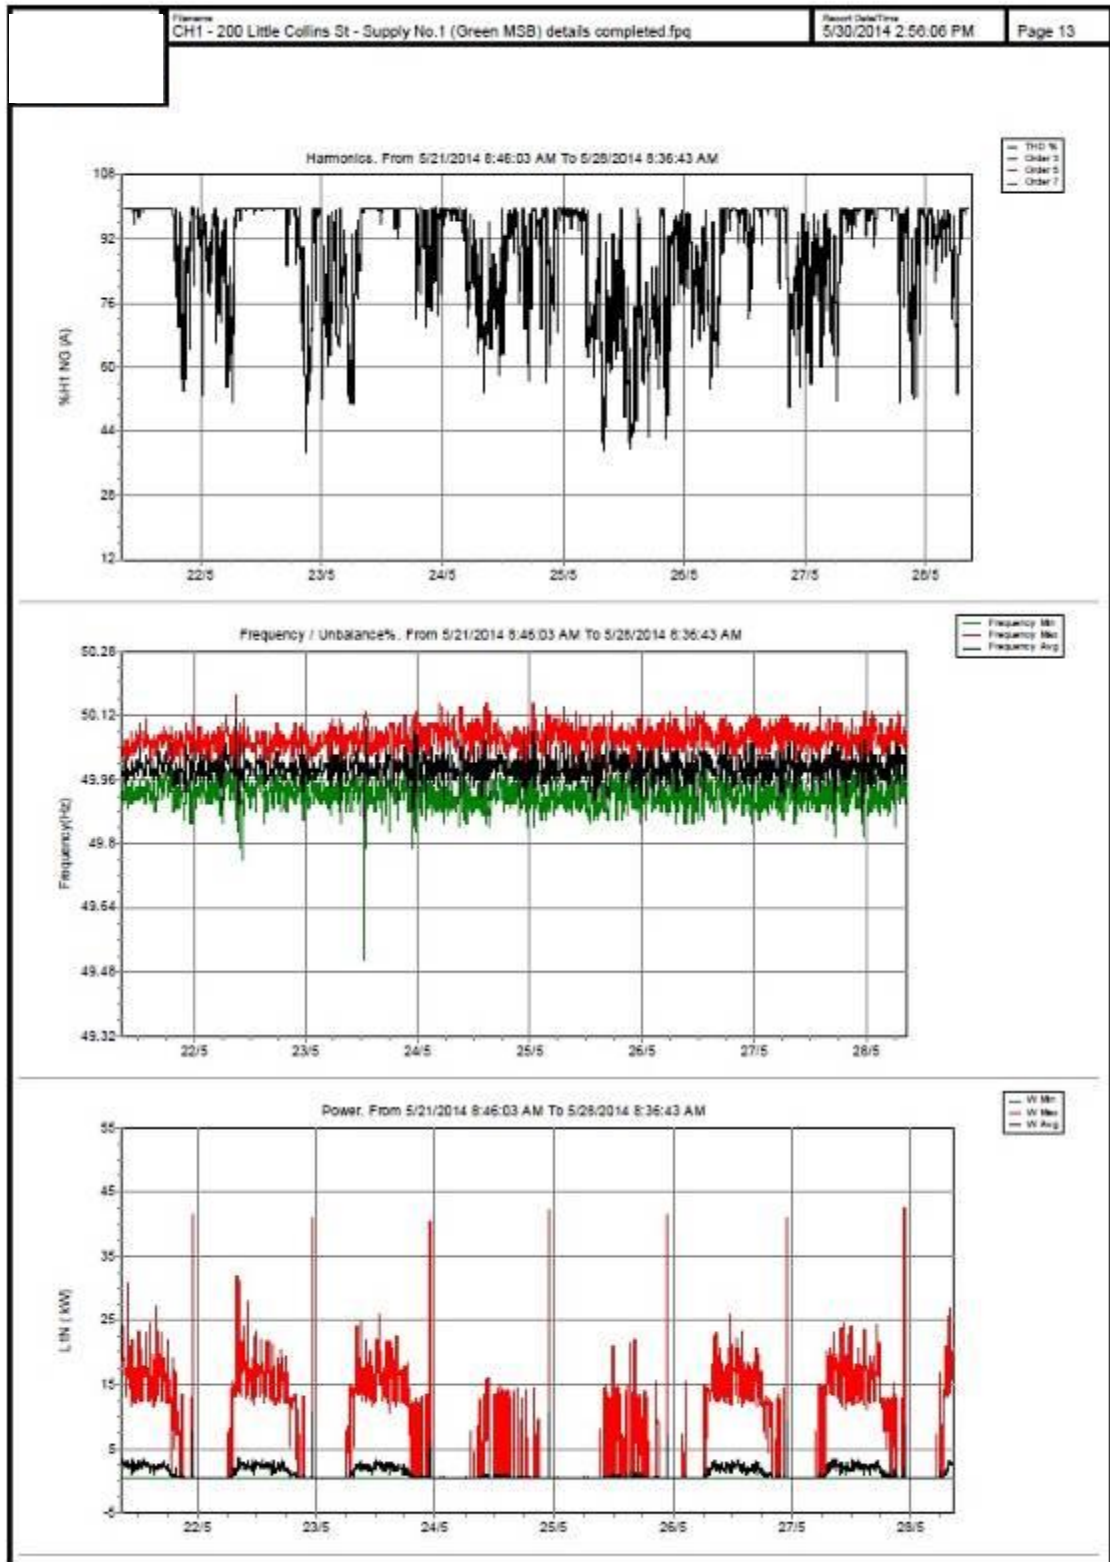 Filename
CH1 - 200 Little Collins St - Supply No.1 (Green MSB) details completed.fpq
Report Date/Time
5/30/2014 2:56:06 PM
Page 13
Harmonics. From 5/21/2014 8:46:03 AM To 5/28/2014 8:36:43 AM
THD %
Order 3
Order 5
Order 7
%H1 NG (A)
108
92
76
60
44
28
12
22/5
23/5
24/5
25/5
26/5
27/5
28/5
Frequency / Unbalance%. From 5/21/2014 8:46:03 AM To 5/28/2014 8:36:43 AM
Frequency Min
Frequency Max
Frequency Avg
Frequency(Hz)
50.28
50.12
49.96
49.8
49.64
49.48
49.32
22/5
23/5
24/5
25/5
26/5
27/5
28/5
Power. From 5/21/2014 8:46:03 AM To 5/28/2014 8:36:43 AM
W Min
W Max
W Avg
L1N ( kW)
55
45
35
25
15
5
-5
22/5
23/5
24/5
25/5
26/5
27/5
28/5